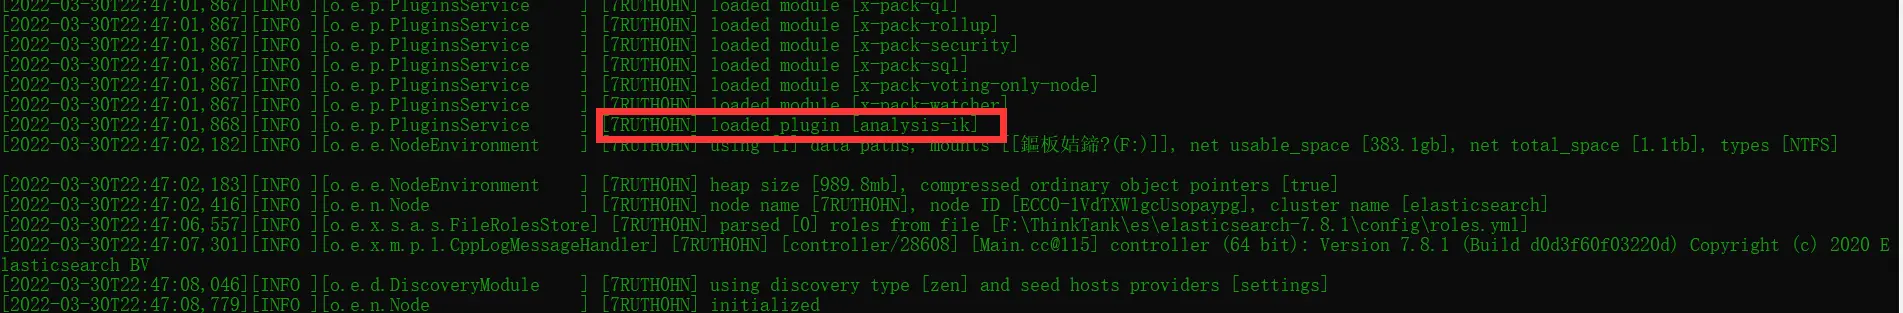 [2022-03-30T22:47:01,867][INFO ][o.e.p.PluginsService     ] [7RUTH0HN] loaded module [x-pack-ql]
[2022-03-30T22:47:01,867][INFO ][o.e.p.PluginsService     ] [7RUTH0HN] loaded module [x-pack-rollup]
[2022-03-30T22:47:01,867][INFO ][o.e.p.PluginsService     ] [7RUTH0HN] loaded module [x-pack-security]
[2022-03-30T22:47:01,867][INFO ][o.e.p.PluginsService     ] [7RUTH0HN] loaded module [x-pack-sql]
[2022-03-30T22:47:01,867][INFO ][o.e.p.PluginsService     ] [7RUTH0HN] loaded module [x-pack-voting-only-node]
[2022-03-30T22:47:01,867][INFO ][o.e.p.PluginsService     ] [7RUTH0HN] loaded module [x-pack-watcher]
[2022-03-30T22:47:01,868][INFO ][o.e.p.PluginsService     ] [7RUTH0HN] loaded plugin [analysis-ik]
[2022-03-30T22:47:02,182][INFO ][o.e.e.NodeEnvironment    ] [7RUTH0HN] using [1] data paths, mounts [[鏂板姞鍗?(F:)]], net usable_space [383.1gb], net total_space [1.1tb], types [NTFS]
[2022-03-30T22:47:02,183][INFO ][o.e.e.NodeEnvironment    ] [7RUTH0HN] heap size [989.8mb], compressed ordinary object pointers [true]
[2022-03-30T22:47:02,416][INFO ][o.e.n.Node               ] [7RUTH0HN] node name [7RUTH0HN], node ID [ECCO-1VdTXWlgcUsopaypg], cluster name [elasticsearch]
[2022-03-30T22:47:06,557][INFO ][o.e.x.s.a.s.FileRolesStore] [7RUTH0HN] parsed [0] roles from file [F:\ThinkTank\es\elasticsearch-7.8.1\config\roles.yml]
[2022-03-30T22:47:07,301][INFO ][o.e.x.m.p.l.CppLogMessageHandler] [7RUTH0HN] [controller/28608] [Main.cc@115] controller (64 bit): Version 7.8.1 (Build d0d3f60f03220d) Copyright (c) 2020 E
lasticsearch BV
[2022-03-30T22:47:08,046][INFO ][o.e.d.DiscoveryModule    ] [7RUTH0HN] using discovery type [zen] and seed hosts providers [settings]
[2022-03-30T22:47:08,779][INFO ][o.e.n.Node               ] [7RUTH0HN] initialized